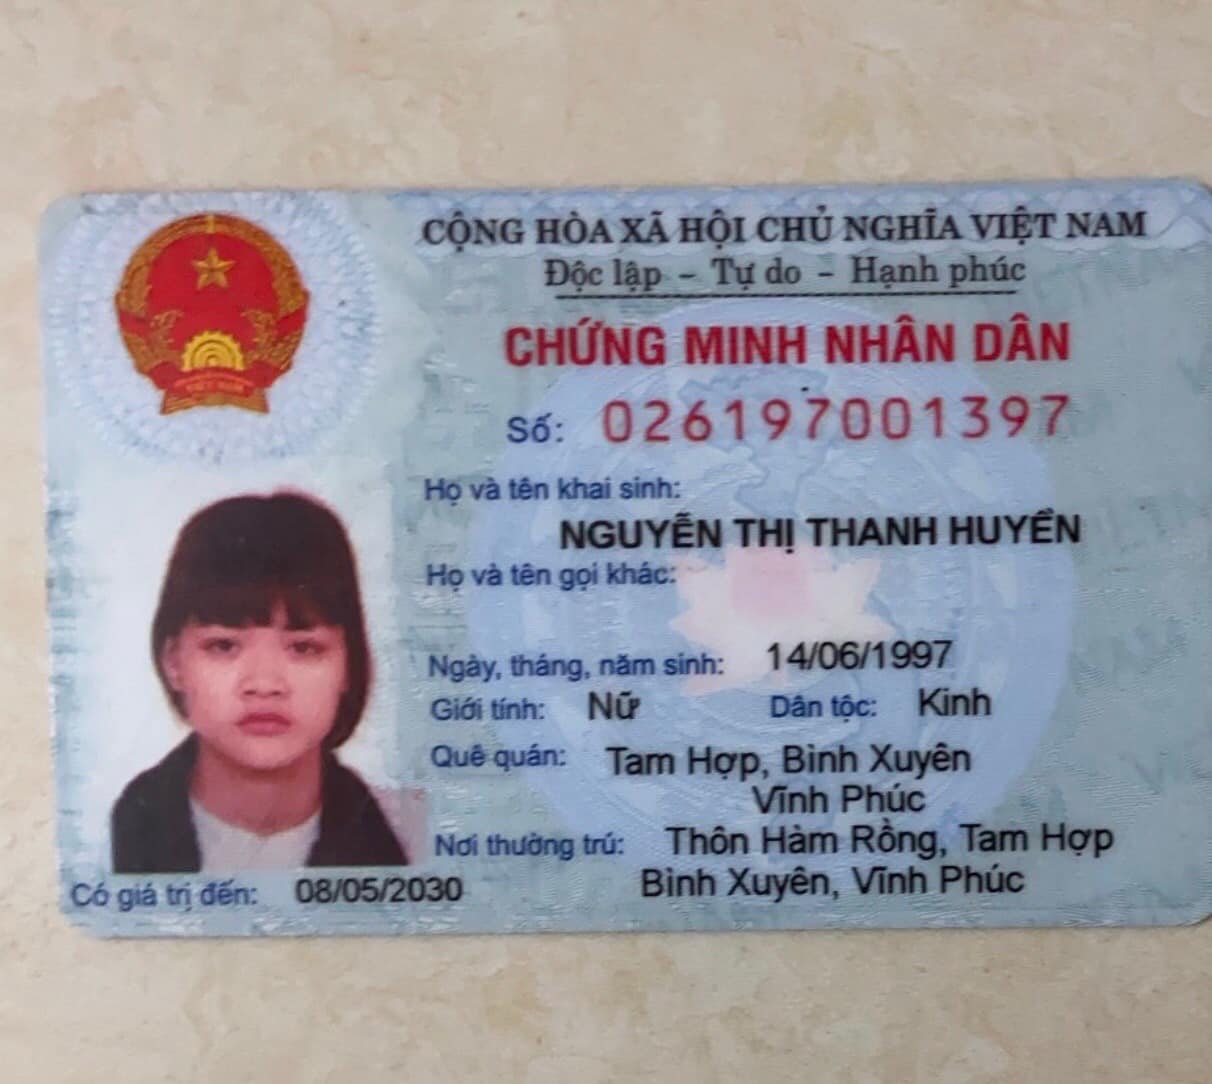 CỘNG HÒA XÃ HỘI CHỦ NGHĨA VIỆT NAM
Độc lập - Tự do - Hạnh phúc
CHỨNG MINH NHÂN DÂN
Số: 026197001397
Họ và tên khai sinh:
NGUYỄN THỊ THANH HUYỀN
Họ và tên gọi khác:
Ngày, tháng, năm sinh: 14/06/1997
Giới tính: Nữ Dân tộc: Kinh
Quê quán: Tam Hợp, Bình Xuyên
Vĩnh Phúc
Nơi thường trú: Thôn Hàm Rồng, Tam Hợp
Bình Xuyên, Vĩnh Phúc
Có giá trị đến: 08/05/2030
VIỆT NAM